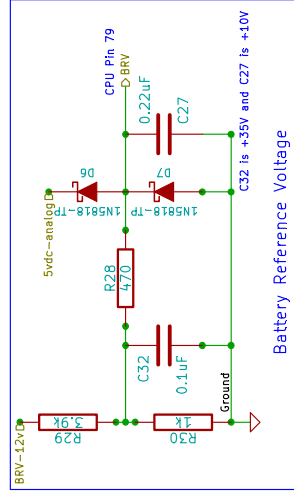 CPU Pin 79
BRV
0.22uF
C27
C32 is +35V and C27 is +10V
5vdc-analog
D6
1N5818-TP
D7
1N5818-TP
R28
470
C32
0.1uF
Battery Reference Voltage
BRV-12v
3.9k
R29
1k
R30
Ground